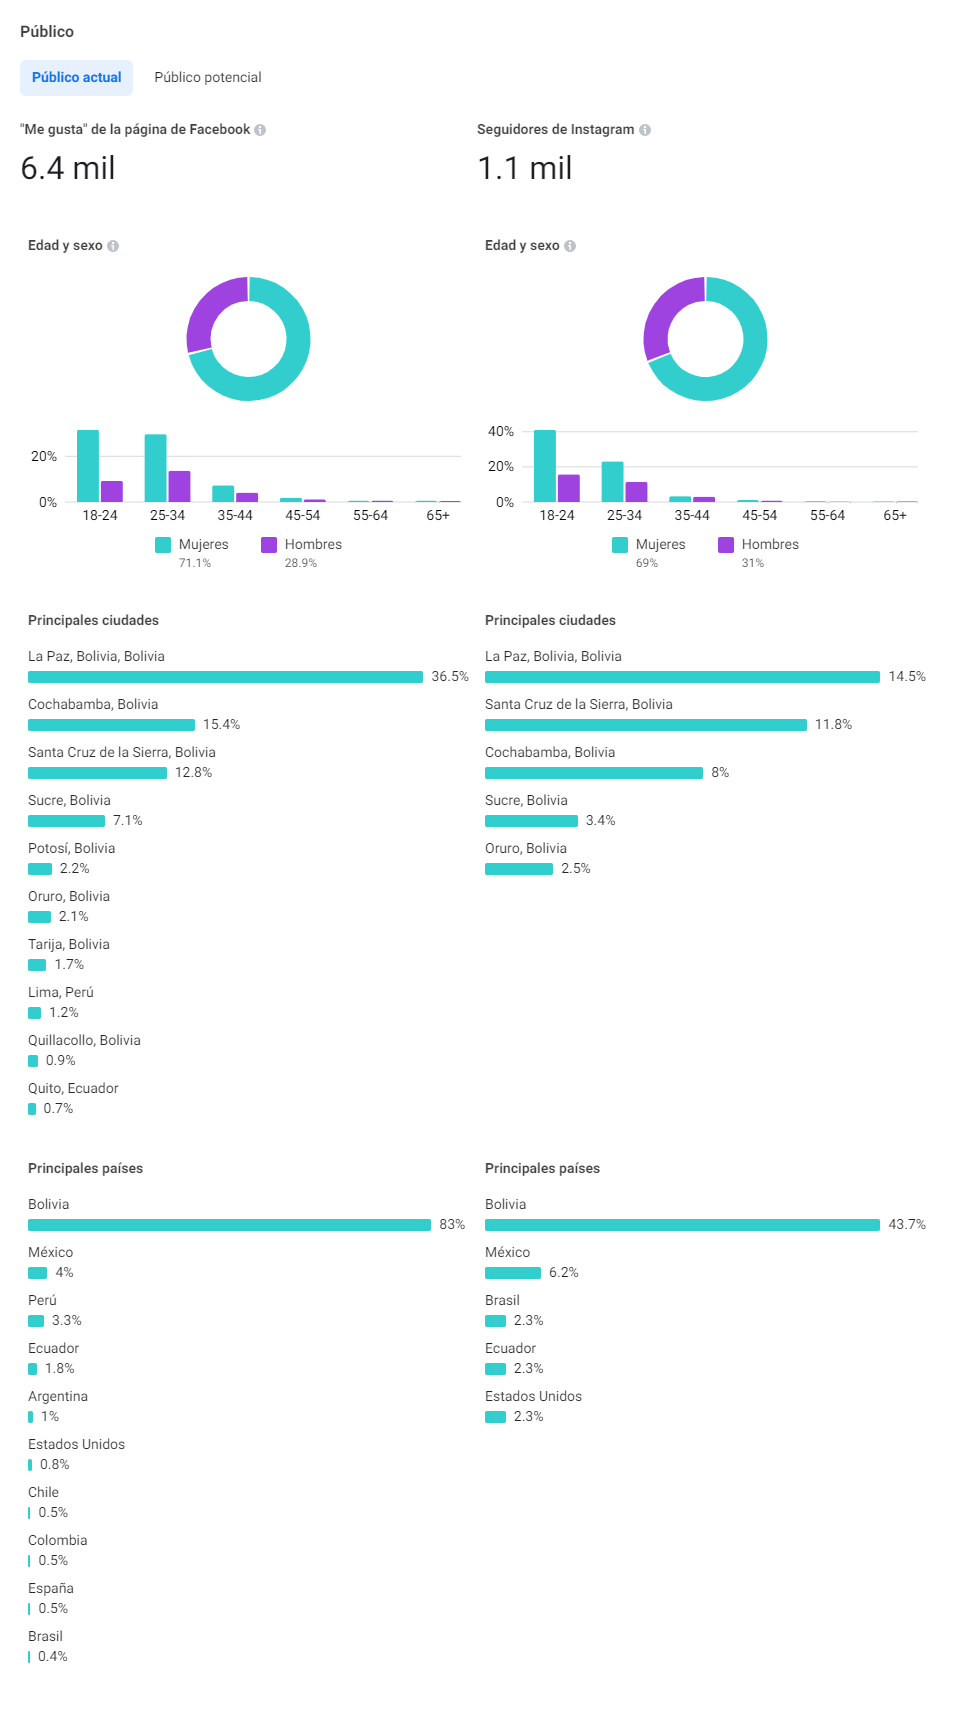 Público
Público actual
Público potencial
"Me gusta" de la página de Facebook
6.4 mil
Edad y sexo
20%
0%
18-24 25-34 35-44 45-54 55-64 65+
Mujeres Hombres
71.1% 28.9%
Principales ciudades
La Paz, Bolivia, Bolivia
36.5%
Cochabamba, Bolivia
15.4%
Santa Cruz de la Sierra, Bolivia
12.8%
Sucre, Bolivia
7.1%
Potosí, Bolivia
2.2%
Oruro, Bolivia
2.1%
Tarija, Bolivia
1.7%
Lima, Perú
1.2%
Quillacollo, Bolivia
0.9%
Quito, Ecuador
0.7%
Principales países
Bolivia
83%
México
4%
Perú
3.3%
Ecuador
1.8%
Argentina
1%
Estados Unidos
0.8%
Chile
0.5%
Colombia
0.5%
España
0.5%
Brasil
0.4%
Seguidores de Instagram
1.1 mil
Edad y sexo
40%
20%
0%
18-24 25-34 35-44 45-54 55-64 65+
Mujeres Hombres
69% 31%
Principales ciudades
La Paz, Bolivia, Bolivia
14.5%
Santa Cruz de la Sierra, Bolivia
11.8%
Cochabamba, Bolivia
8%
Sucre, Bolivia
3.4%
Oruro, Bolivia
2.5%
Principales países
Bolivia
43.7%
México
6.2%
Brasil
2.3%
Ecuador
2.3%
Estados Unidos
2.3%